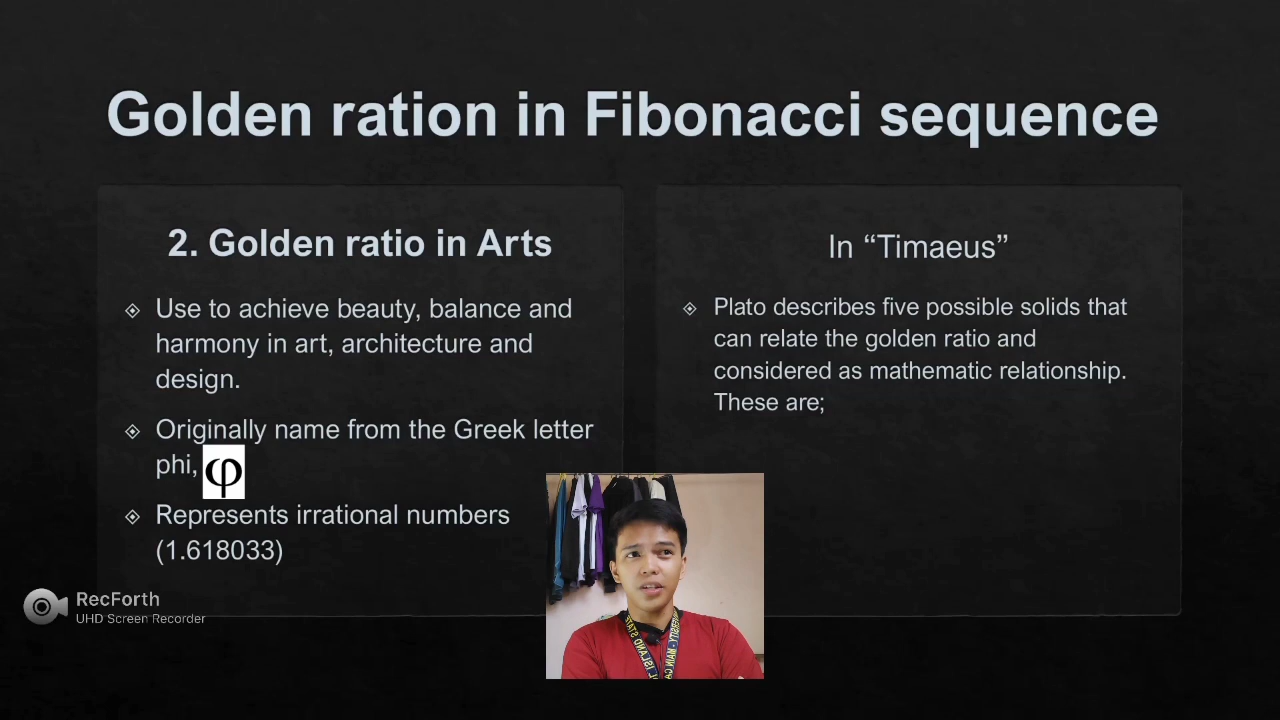 Golden ration in Fibonacci sequence
2. Golden ratio in Arts
Use to achieve beauty, balance and
harmony in art, architecture and
design.
Originally name from the Greek letter
phi, φ
Represents irrational numbers
(1.618033)
In “Timaeus”
Plato describes five possible solids that
can relate the golden ratio and
considered as mathematic relationship.
These are;
RecForth
UHD Screen Recorder